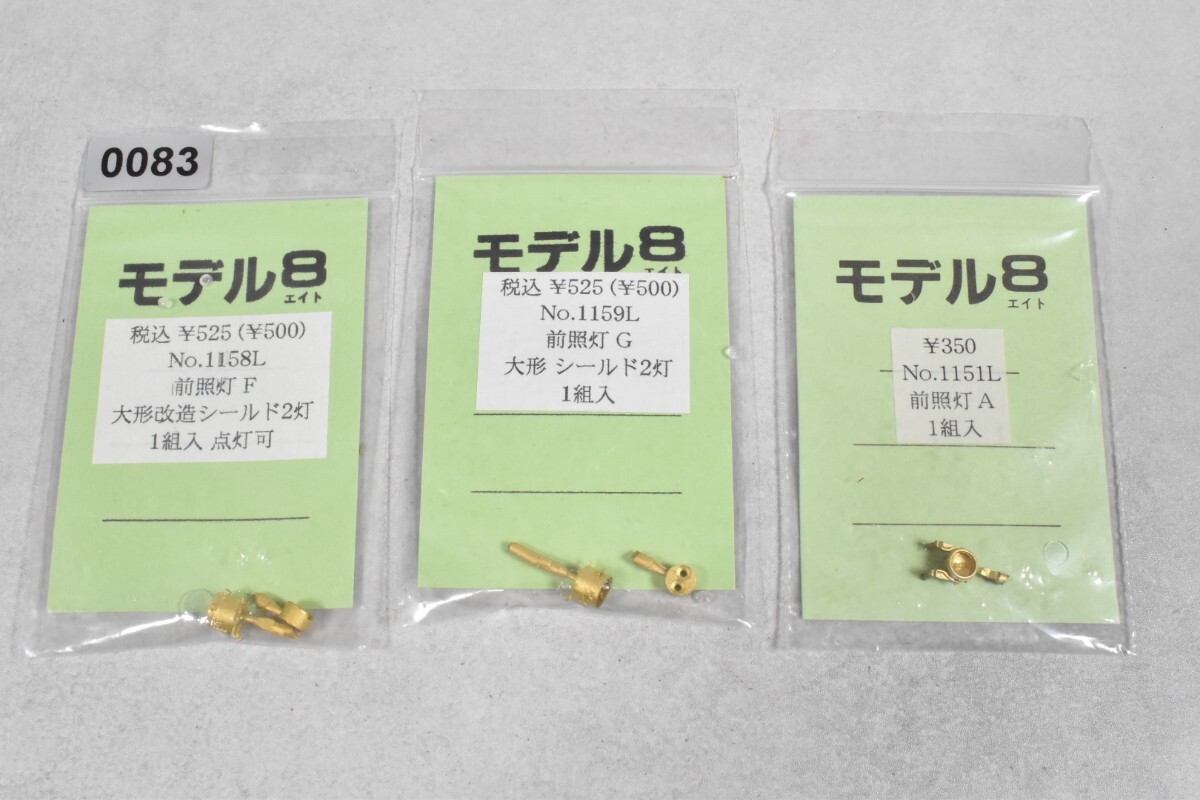 0083
モデル8
エイト
税込 ¥525 (¥500)
No.1158L
前照灯 F
大形改造シールド2灯
1組入 点灯可
モデル8
エイト
税込 ¥525 (¥500)
No.1159L
前照灯 G
大形 シールド2灯
1組入
モデル8
エイト
¥350
No.1151L
前照灯 A
1組入